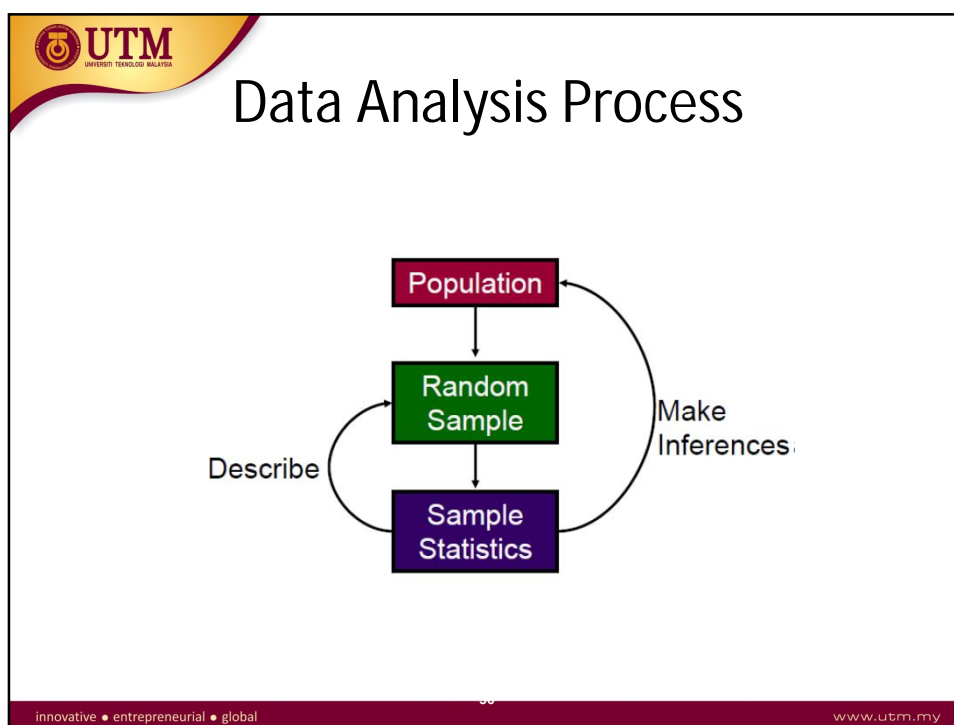 UTM
UNIVERSITI TEKNOLOGI MALAYSIA
Data Analysis Process
Population
Random
Sample
Make
Inferences
Describe
Sample
Statistics
innovative ● entrepreneurial ● global
www.utm.my